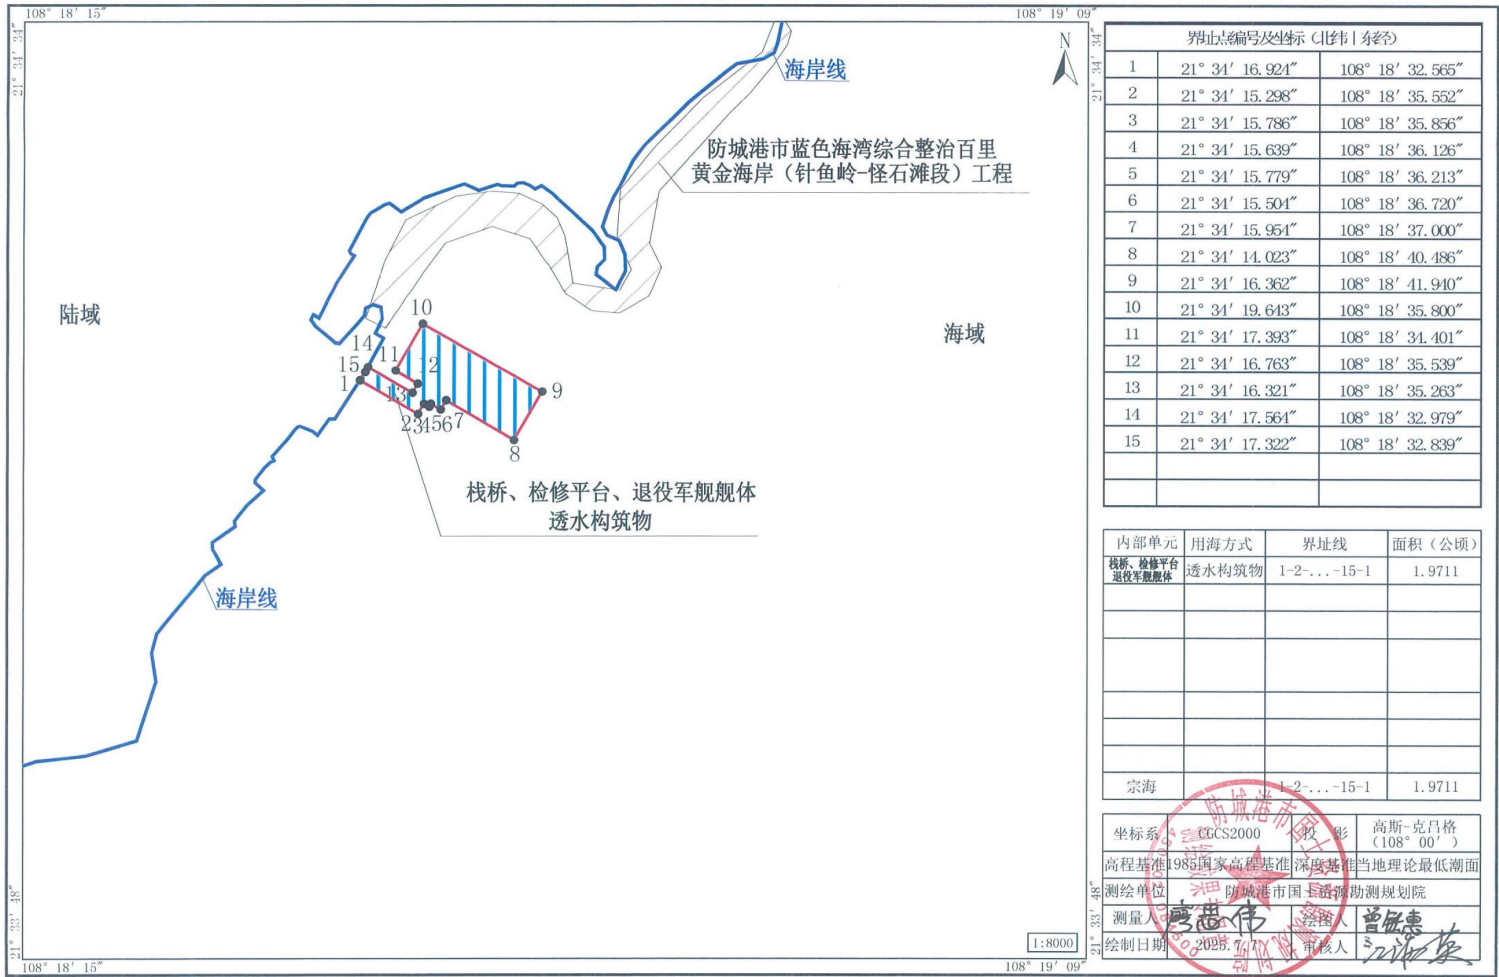 108° 18′ 15″
108° 19′ 09″
21° 34′ 34″
21° 34′ 34″
N
海岸线
防城港市蓝色海湾综合整治百里
黄金海岸（针鱼岭-怪石滩段）工程
陆域
海域
10
14
11
15
12
1
13
9
2
3
4
5
6
7
8
栈桥、检修平台、退役军舰舰体
透水构筑物
海岸线
1:8000
21° 33′ 48″
21° 33′ 48″
108° 18′ 15″
108° 19′ 09″
界址点编号及坐标（北纬 | 东经）
1 21° 34′ 16.924″ 108° 18′ 32.565″
2 21° 34′ 15.298″ 108° 18′ 35.552″
3 21° 34′ 15.786″ 108° 18′ 35.856″
4 21° 34′ 15.639″ 108° 18′ 36.126″
5 21° 34′ 15.779″ 108° 18′ 36.213″
6 21° 34′ 15.504″ 108° 18′ 36.720″
7 21° 34′ 15.954″ 108° 18′ 37.000″
8 21° 34′ 14.023″ 108° 18′ 40.486″
9 21° 34′ 16.362″ 108° 18′ 41.940″
10 21° 34′ 19.643″ 108° 18′ 35.800″
11 21° 34′ 17.393″ 108° 18′ 34.401″
12 21° 34′ 16.763″ 108° 18′ 35.539″
13 21° 34′ 16.321″ 108° 18′ 35.263″
14 21° 34′ 17.564″ 108° 18′ 32.979″
15 21° 34′ 17.322″ 108° 18′ 32.839″
内部单元 用海方式 界址线 面积（公顷）
栈桥、检修平台
退役军舰舰体 透水构筑物 1-2-...-15-1 1.9711
宗海 1-2-...-15-1 1.9711
坐标系 CGCS2000 投 影 高斯-克吕格
（108° 00′）
高程基准 1985国家高程基准 深度基准 当地理论最低潮面
测绘单位 防城港市国土资源勘测规划院
测量人 绘图人
绘制日期 2025.7.7 审核人